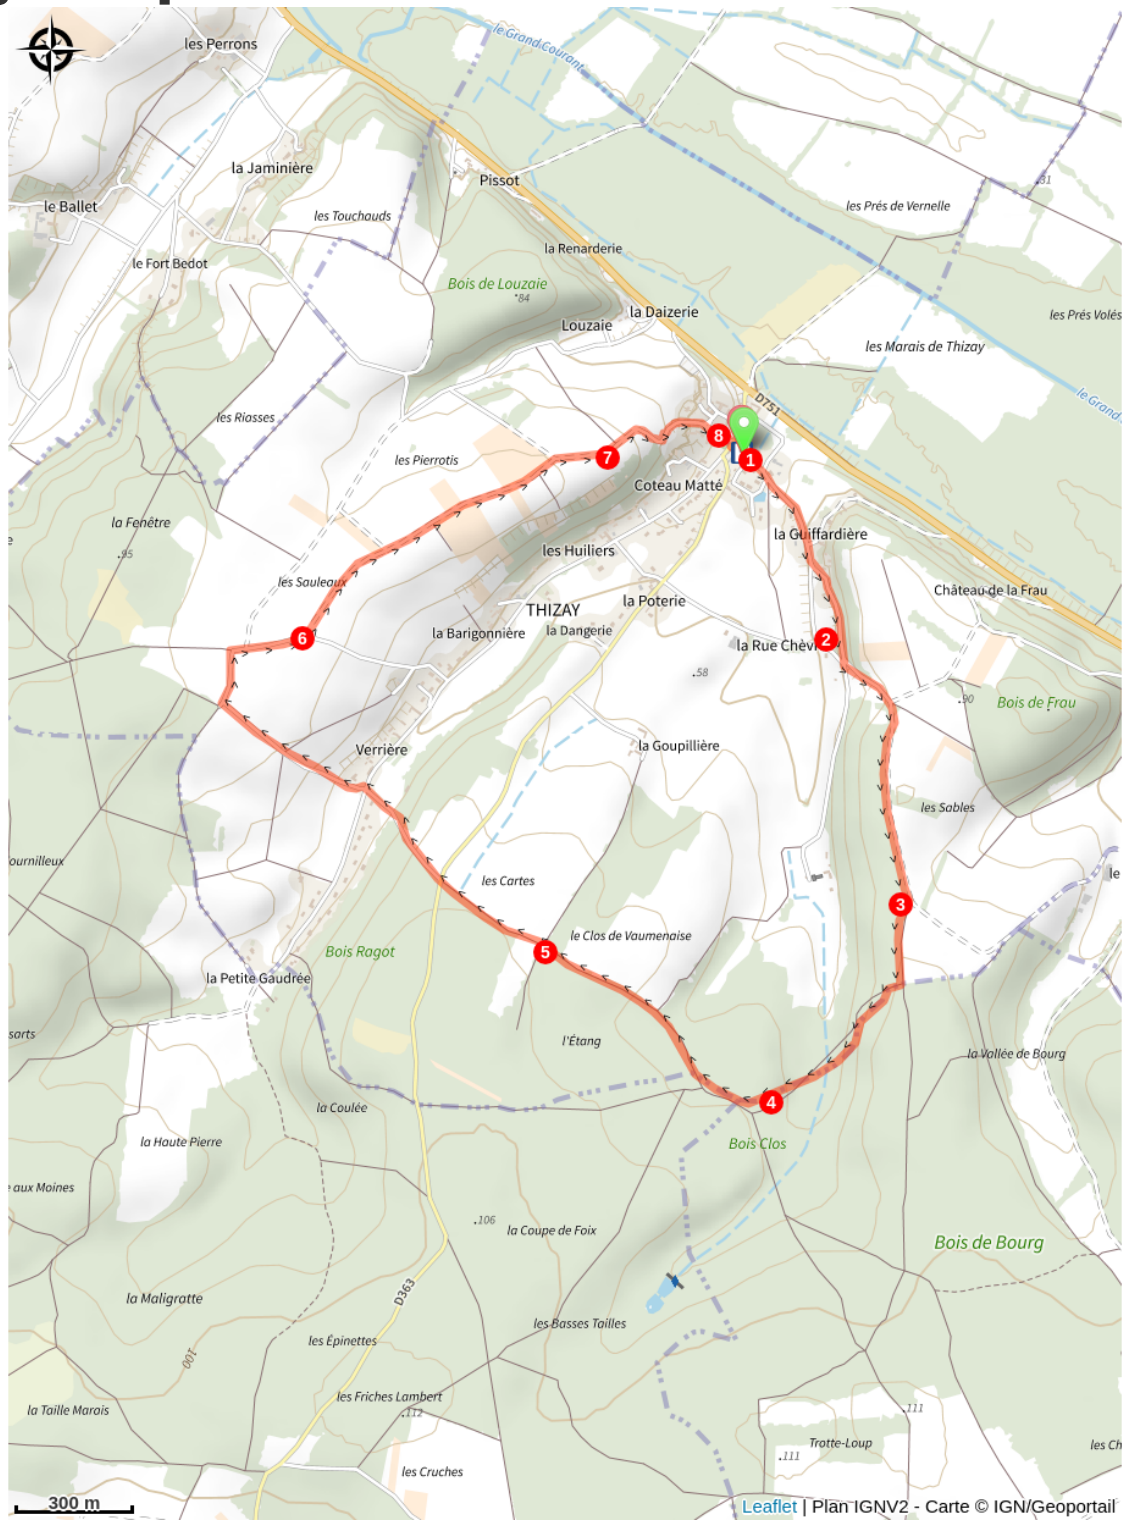 les Perrons
le Grand Courant
la Jaminière
Pissot
31
le Ballet
les Touchauds
les Prés de Vernelle
la Renarderie
le Fort Bedot
Bois de Louzaie
.84
la Daizerie
les Prés Volés
Louzaie
les Marais de Thizay
le Grand
D751
les Riasses
8
7
1
les Pierrotis
Coteau Matté
la Fenêtre
la Guiffardière
.95
les Huiliers
les Sauleaux
Château de la Frau
la Poterie
THIZAY
la Barigonnière
la Dangerie
6
2
la Rue Chèv
.58
.90
Bois de Frau
Verrière
la Goupillière
les Sables
ournilleux
le
les Cartes
3
le Clos de Vaumenaise
5
Bois Ragot
la Petite Gaudrée
sarts
l'Étang
la Vallée de Bourg
4
la Coulée
la Haute Pierre
Bois Clos
e aux Moines
.106
la Coupe de Foix
Bois de Bourg
D363
la Maligratte
les Basses Tailles
les Épinettes
100
les Friches Lambert
.112
la Taille Marais
.111
Trotte-Loup
les Ch
.111
les Cruches
300 m
Leaflet | Plan IGNV2 - Carte © IGN/Geoportail